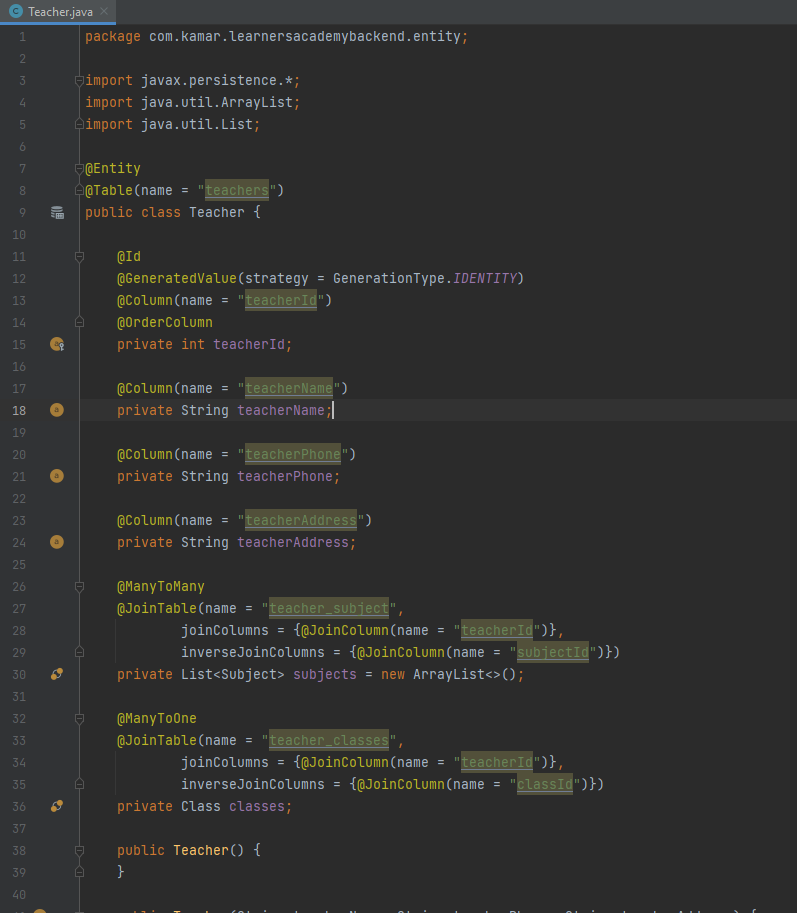 Teacher.java
1 package com.kamar.learnersacademybackend.entity;
2
3 import javax.persistence.*;
4 import java.util.ArrayList;
5 import java.util.List;
6
7 @Entity
8 @Table(name = "teachers")
9 public class Teacher {
10
11 @Id
12 @GeneratedValue(strategy = GenerationType.IDENTITY)
13 @Column(name = "teacherId")
14 @OrderColumn
15 private int teacherId;
16
17 @Column(name = "teacherName")
18 private String teacherName;
19
20 @Column(name = "teacherPhone")
21 private String teacherPhone;
22
23 @Column(name = "teacherAddress")
24 private String teacherAddress;
25
26 @ManyToMany
27 @JoinTable(name = "teacher_subject",
28 joinColumns = {@JoinColumn(name = "teacherId")},
29 inverseJoinColumns = {@JoinColumn(name = "subjectId")})
30 private List<Subject> subjects = new ArrayList<>();
31
32 @ManyToOne
33 @JoinTable(name = "teacher_classes",
34 joinColumns = {@JoinColumn(name = "teacherId")},
35 inverseJoinColumns = {@JoinColumn(name = "classId")})
36 private Class classes;
37
38 public Teacher() {
39 }
40